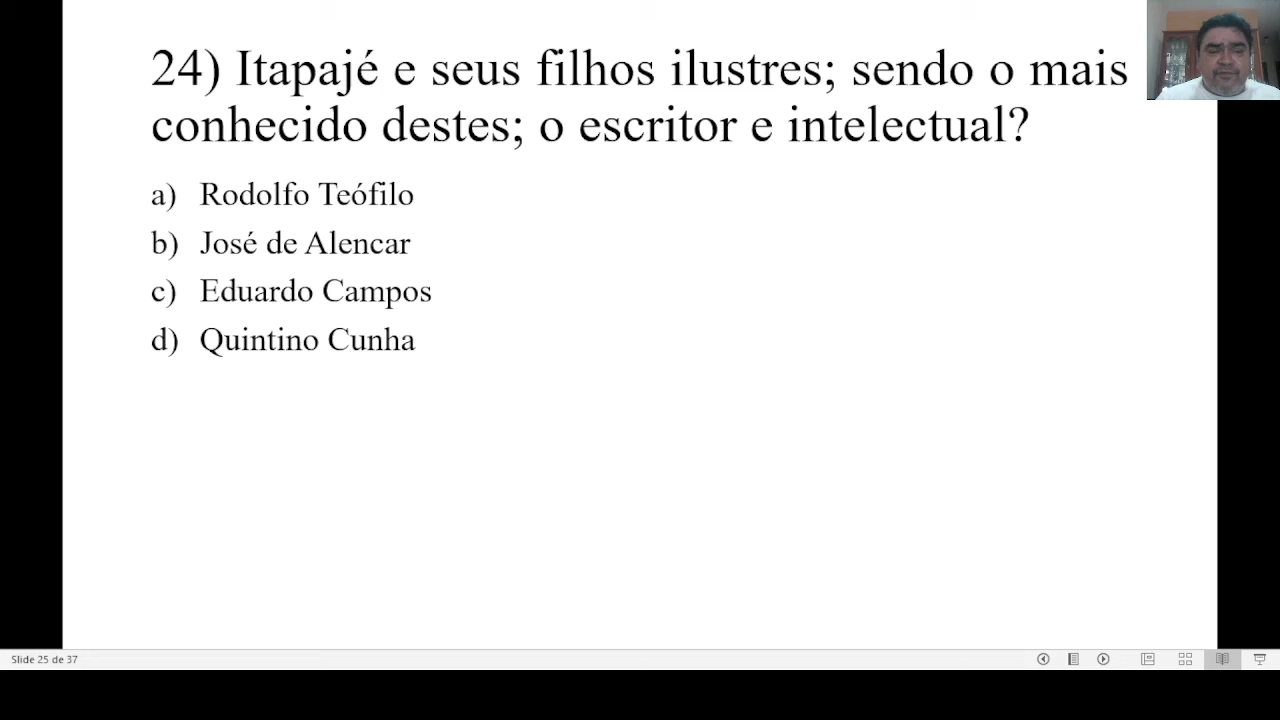 24) Itapajé e seus filhos ilustres; sendo o mais
conhecido destes; o escritor e intelectual?
a) Rodolfo Teófilo
b) José de Alencar
c) Eduardo Campos
d) Quintino Cunha
Slide 25 de 37